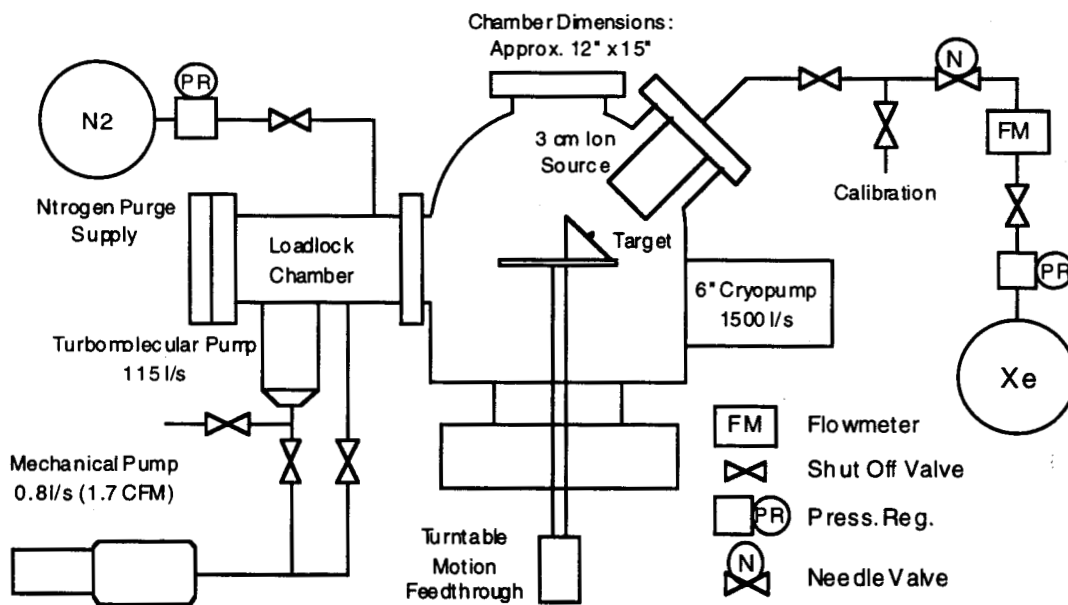 Chamber Dimensions:
Approx. 12" x 15"
PR
N2
N
3 cm Ion
Source
FM
Calibration
Ntrogen Purge
Supply
Loadlock
Chamber
Target
PR
6" Cryopump
1500 l/s
Turbomolecular Pump
115 l/s
Xe
FM
Flowmeter
Mechanical Pump
0.8l/s (1.7 CFM)
Shut Off Valve
PR
Press. Reg.
Turntable
Motion
Feedthrough
N
Needle Valve